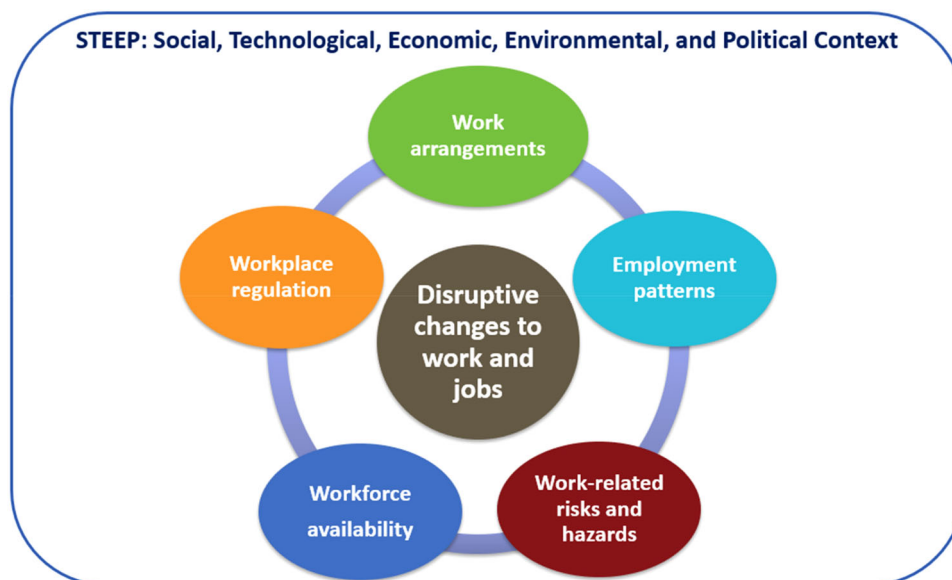 STEEP: Social, Technological, Economic, Environmental, and Political Context
Work
arrangements
Workplace
regulation
Employment
patterns
Disruptive
changes to
work and
jobs
Workforce
availability
Work-related
risks and
hazards